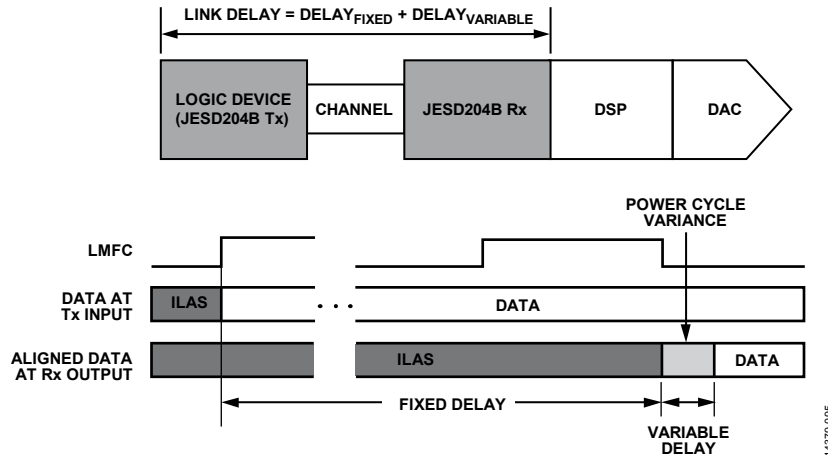 LINK DELAY = DELAYFIXED + DELAYVARIABLE
LOGIC DEVICE
(JESD204B Tx)
CHANNEL
JESD204B Rx
DSP
DAC
POWER CYCLE
VARIANCE
LMFC
DATA AT
Tx INPUT
ILAS
. . .
DATA
ALIGNED DATA
AT Rx OUTPUT
ILAS
DATA
FIXED DELAY
VARIABLE
DELAY